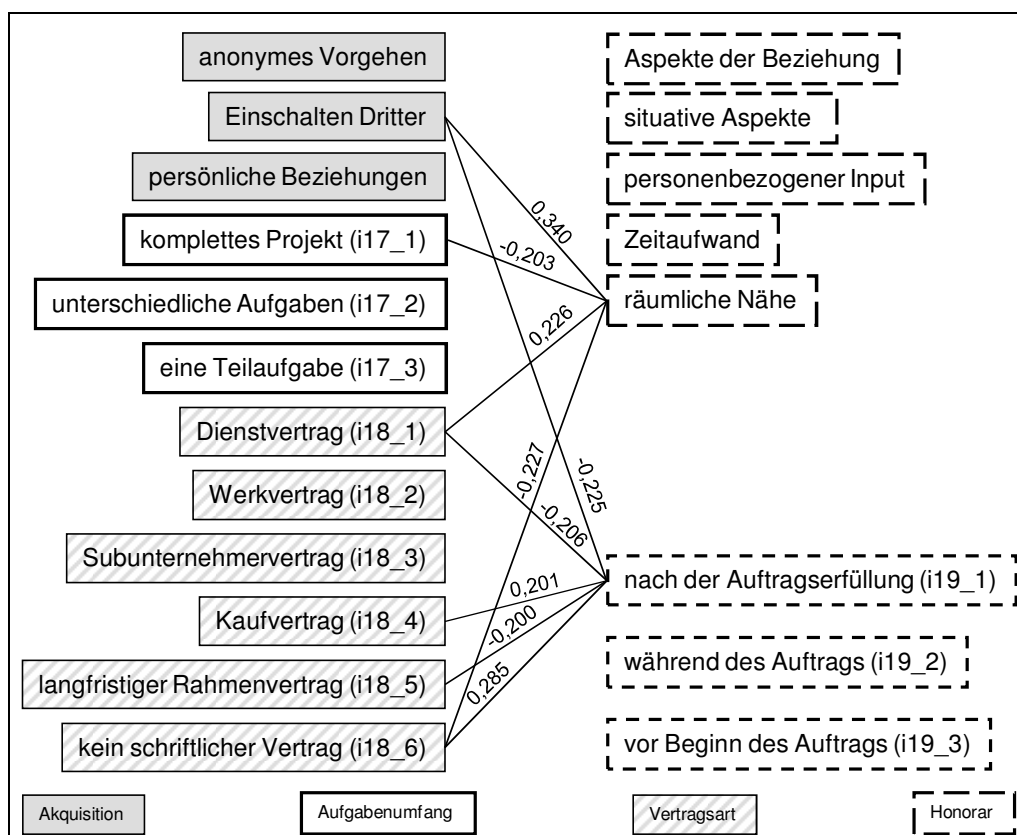 anonymes Vorgehen
Aspekte der Beziehung
Einschalten Dritter
situative Aspekte
persönliche Beziehungen
personenbezogener Input
0,340
komplettes Projekt (i17_1)
Zeitaufwand
-0,203
unterschiedliche Aufgaben (i17_2)
räumliche Nähe
0,226
eine Teilaufgabe (i17_3)
Dienstvertrag (i18_1)
-0,227
-0,225
Werkvertrag (i18_2)
-0,206
Subunternehmervertrag (i18_3)
nach der Auftragserfüllung (i19_1)
0,201
Kaufvertrag (i18_4)
-0,200
während des Auftrags (i19_2)
langfristiger Rahmenvertrag (i18_5)
0,285
kein schriftlicher Vertrag (i18_6)
vor Beginn des Auftrags (i19_3)
Akquisition
Aufgabenumfang
Vertragsart
Honorar